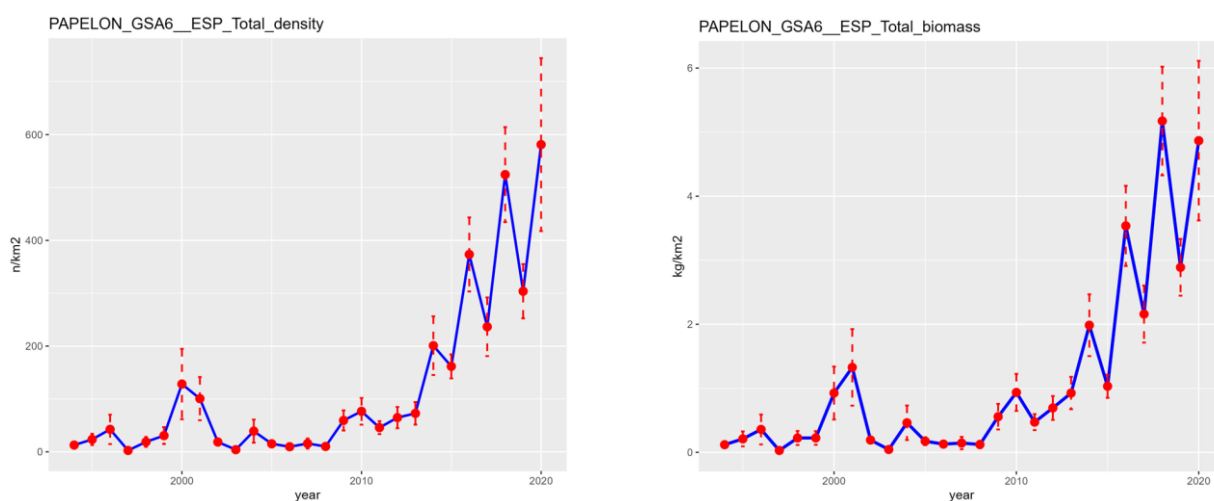 PAPELON_GSA6__ESP_Total_density
600
400
200
0
n/km2
2000
2010
2020
year
PAPELON_GSA6__ESP_Total_biomass
6
4
2
0
kg/km2
2000
2010
2020
year